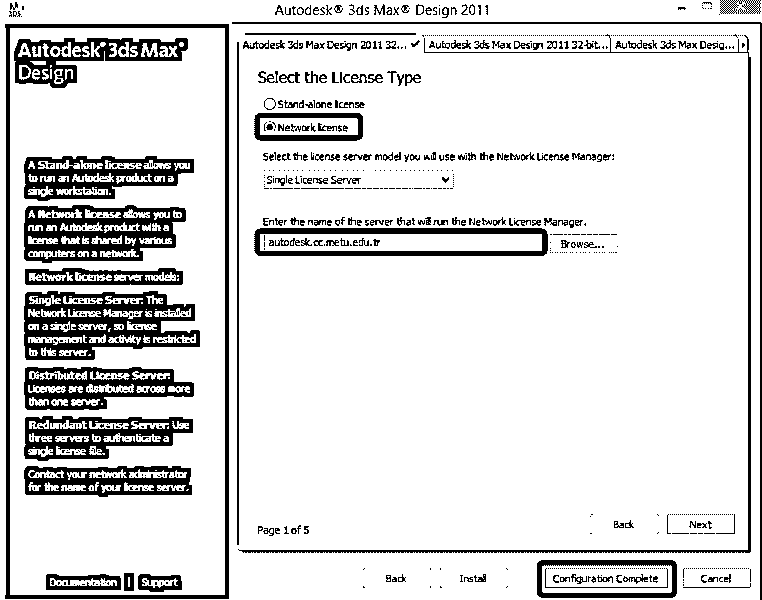 Autodesk® 3ds Max® Design 2011
Autodesk® 3ds Max®
Design
A Stand-alone license allows you
to run an Autodesk product on a
single workstation.
A Network license allows you to
run an Autodesk product with a
license that is shared by various
computers on a network.
Network license server models:
Single License Server: The
Network License Manager is installed
on a single server, so license
management and activity is restricted
to this server.
Distributed License Server:
Licenses are distributed across more
than one server.
Redundant License Server: Use
three servers to authenticate a
single license file.
Contact your network administrator
for the name of your license server.
Documentation | Support
Autodesk 3ds Max Design 2011 32... Autodesk 3ds Max Design 2011 32-bit... Autodesk 3ds Max Desig...
Select the License Type
Stand-alone license
Network license
Select the license server model you will use with the Network License Manager:
Single License Server
Enter the name of the server that will run the Network License Manager.
autodesk.cc.metu.edu.tr Browse...
Page 1 of 5 Back Next
Back Install Configuration Complete Cancel